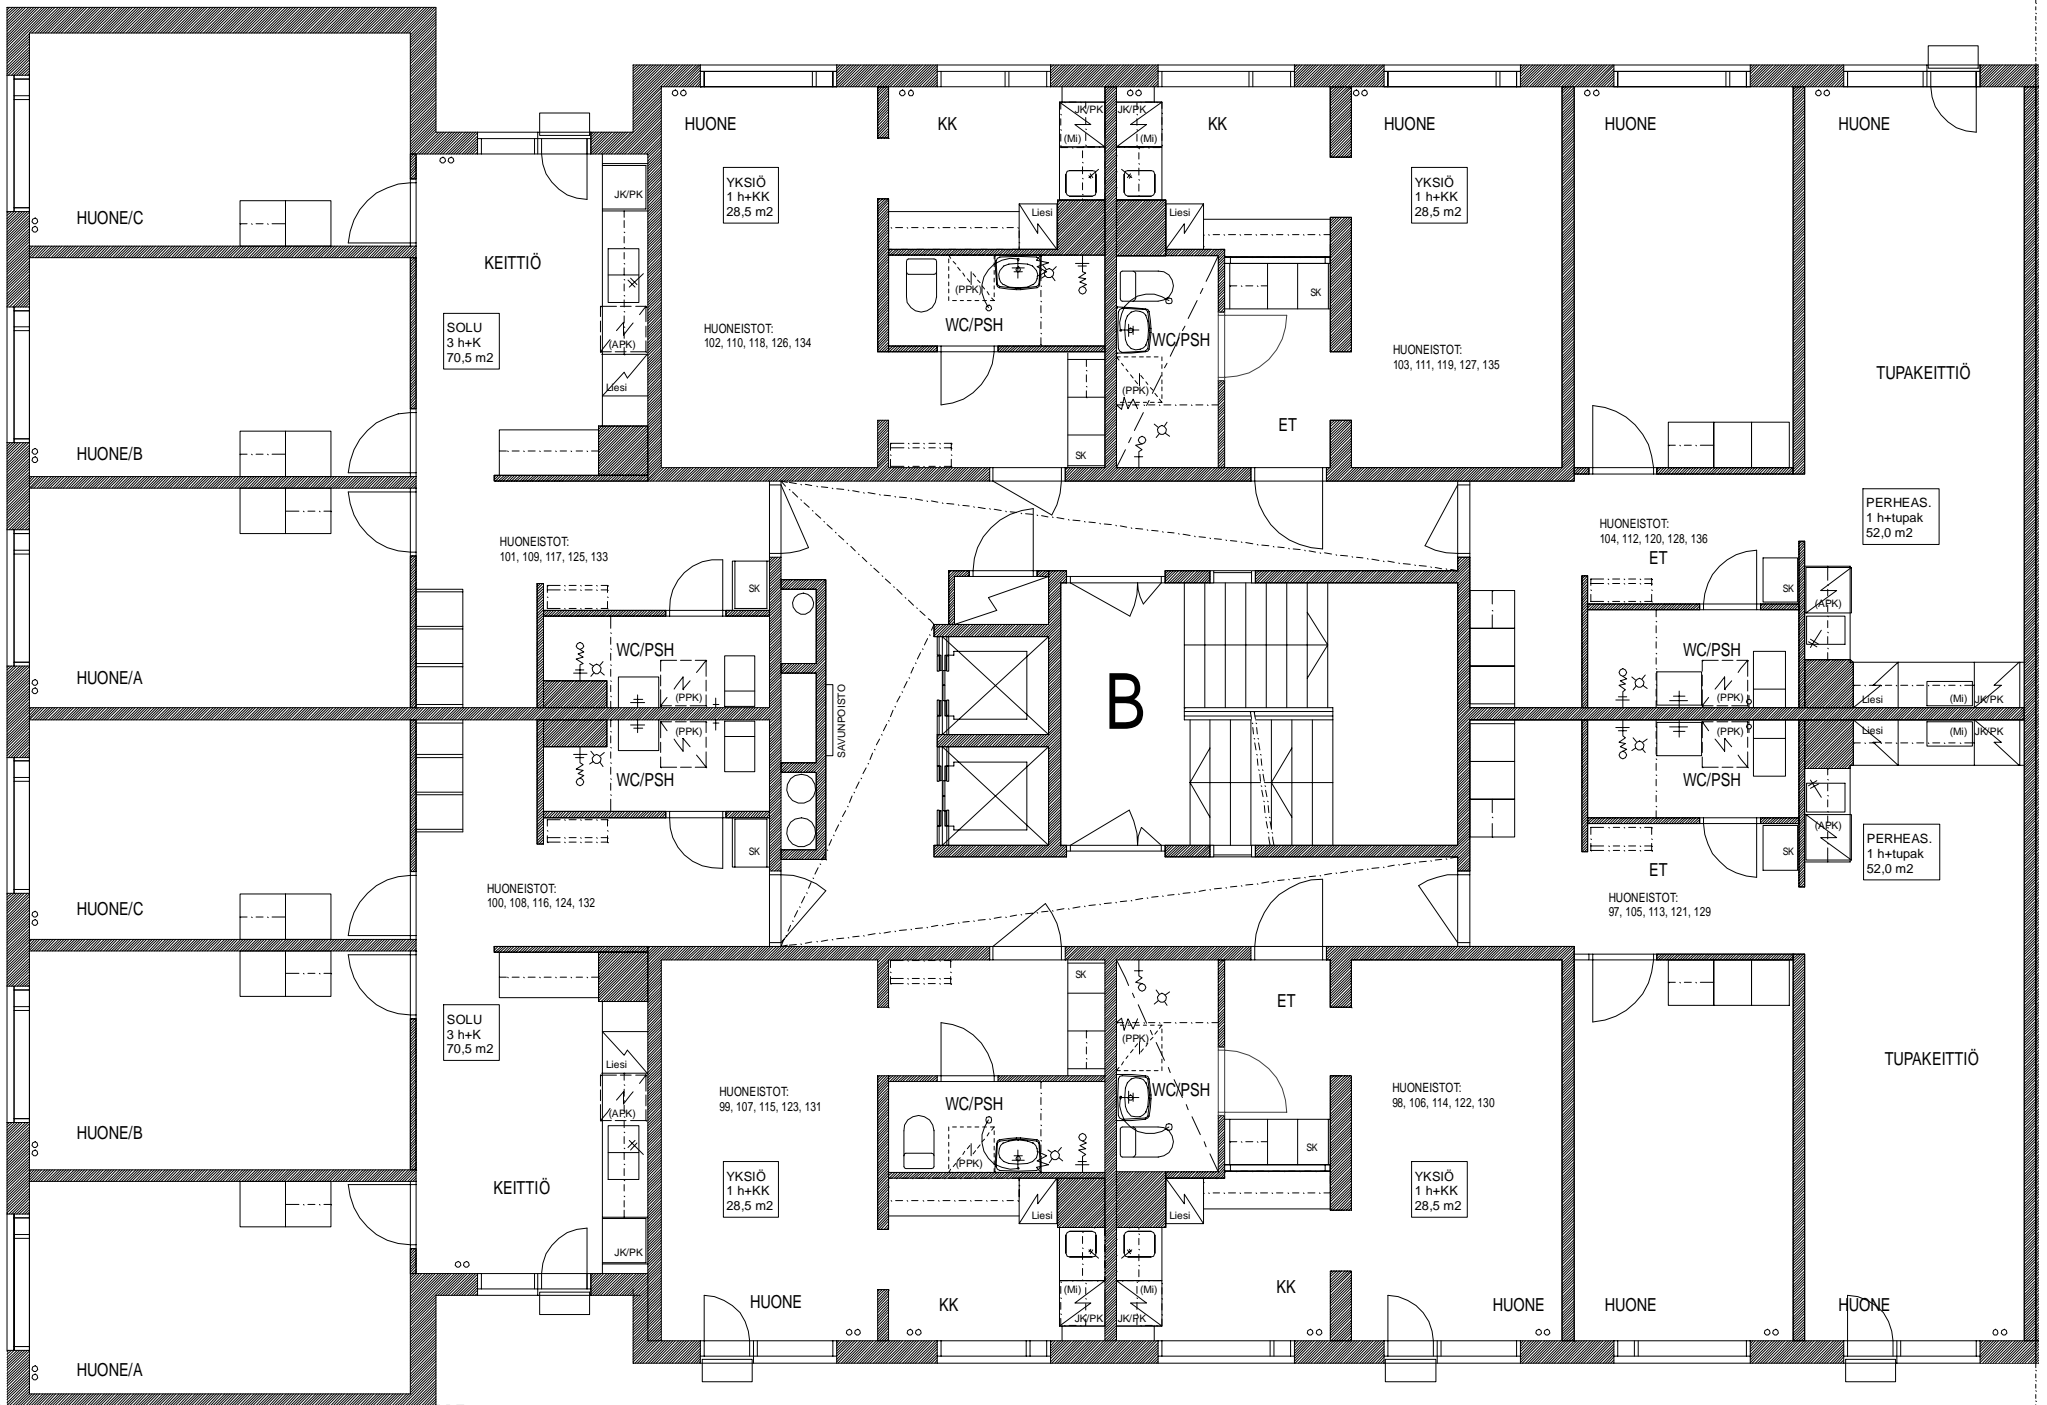 HUONE
KK
JK/PK
JK/PK
KK
HUONE
HUONE
HUONE
(Mi)
(Mi)
YKSIÖ
1 h+KK
28,5 m2
YKSIÖ
1 h+KK
28,5 m2
JK/PK
HUONE/C
Liesi
Liesi
KEITTIÖ
(PPK)
SK
WC/PSH
WC/PSH
SOLU
3 h+K
70,5 m2
(APK)
Liesi
HUONEISTOT:
102, 110, 118, 126, 134
HUONEISTOT:
103, 111, 119, 127, 135
(PPK)
TUPAKEITTIÖ
ET
HUONE/B
SK
PERHEAS.
1 h+tupak
52,0 m2
HUONEISTOT:
101, 109, 117, 125, 133
HUONEISTOT:
104, 112, 120, 128, 136
ET
SK
SK
(APK)
WC/PSH
WC/PSH
HUONE/A
(PPK)
(PPK)
Liesi
(Mi)
JK/PK
B
SAVUNPOISTO
(PPK)
(PPK)
Liesi
(Mi)
JK/PK
WC/PSH
WC/PSH
(APK)
SK
SK
PERHEAS.
1 h+tupak
52,0 m2
ET
HUONEISTOT:
100, 108, 116, 124, 132
HUONEISTOT:
97, 105, 113, 121, 129
HUONE/C
SK
ET
SOLU
3 h+K
70,5 m2
(PPK)
Liesi
TUPAKEITTIÖ
HUONEISTOT:
99, 107, 115, 123, 131
WC/PSH
WC/PSH
HUONEISTOT:
98, 106, 114, 122, 130
(APK)
HUONE/B
(PPK)
SK
KEITTIÖ
YKSIÖ
1 h+KK
28,5 m2
YKSIÖ
1 h+KK
28,5 m2
Liesi
Liesi
JK/PK
(Mi)
(Mi)
HUONE
KK
JK/PK
JK/PK
KK
HUONE
HUONE
HUONE
HUONE/A